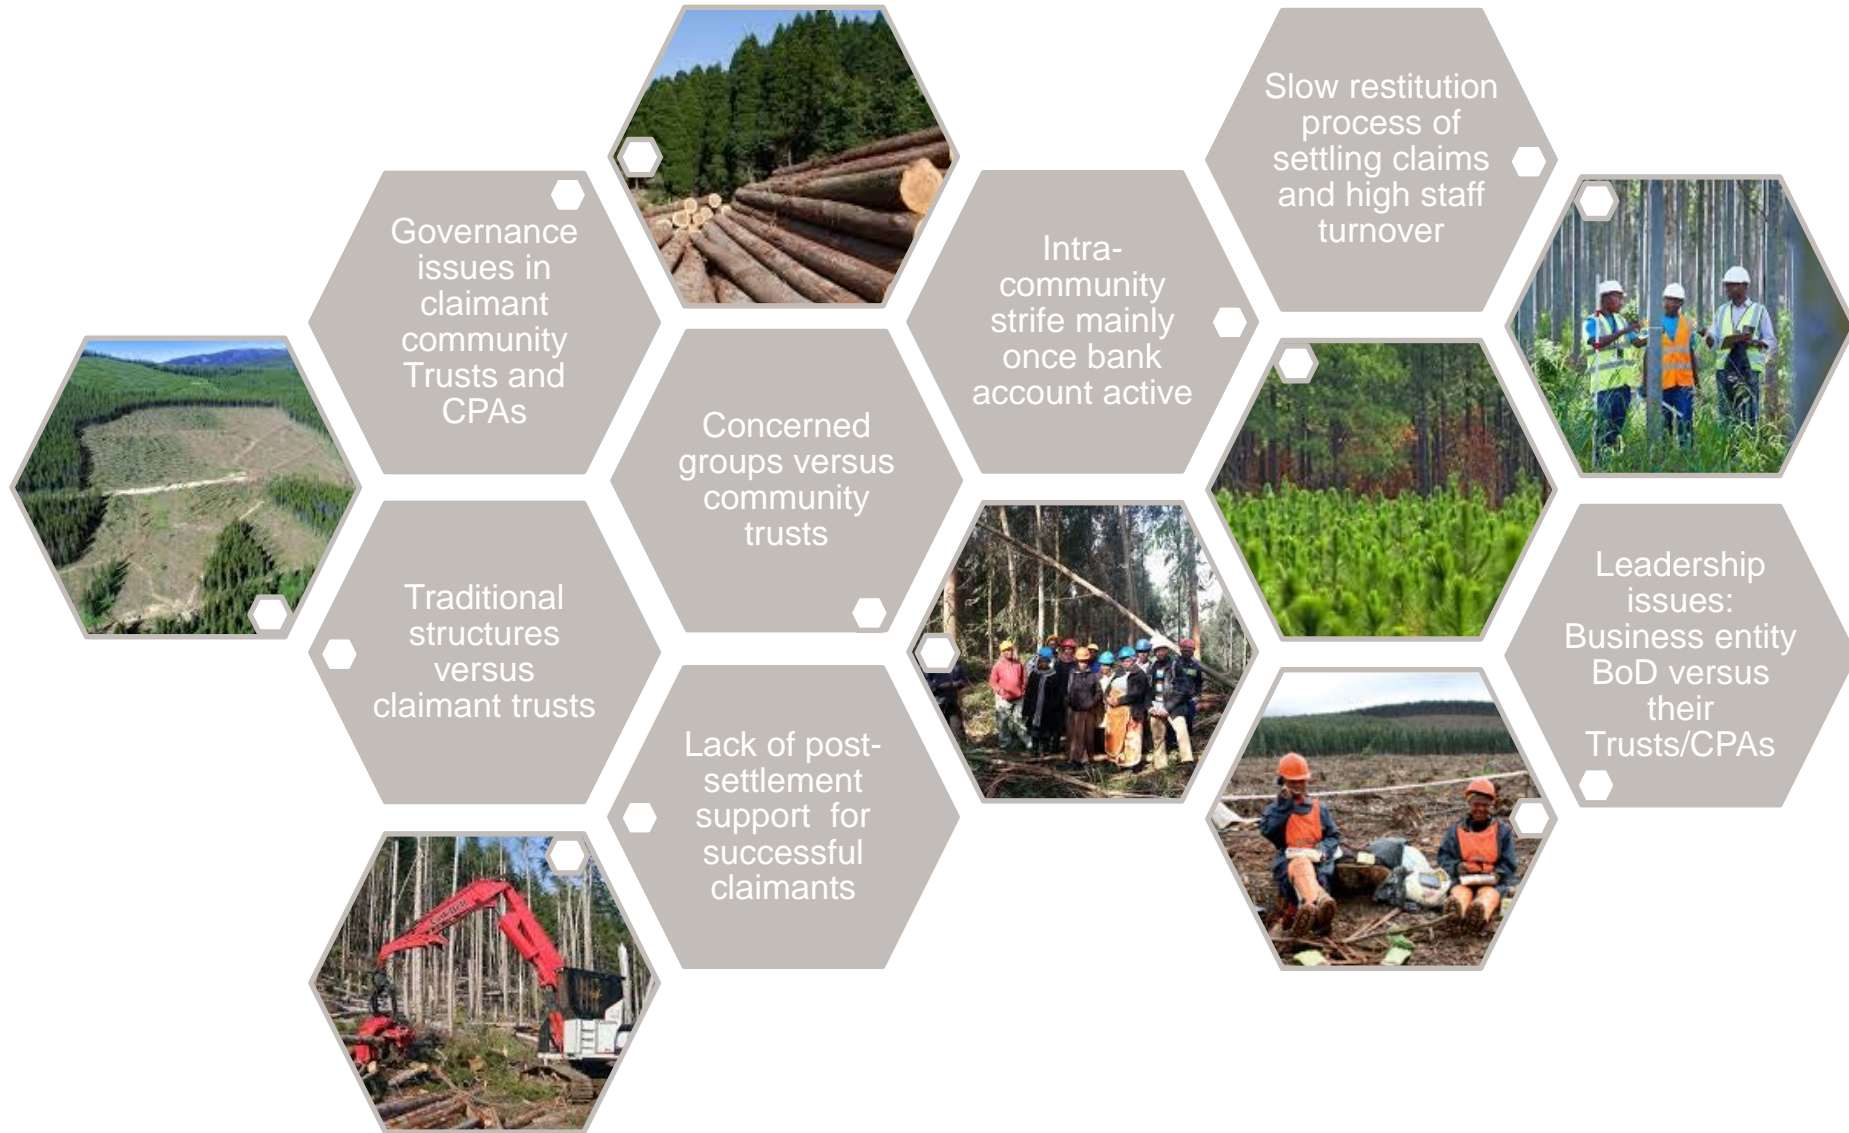 Governance
issues in
claimant
community
Trusts and
CPAs
Traditional
structures
versus
claimant trusts
Concerned
groups versus
community
trusts
Lack of post-
settlement
support for
successful
claimants
Intra-
community
strife mainly
once bank
account active
Slow restitution
process of
settling claims
and high staff
turnover
Leadership
issues:
Business entity
BoD versus
their
Trusts/CPAs